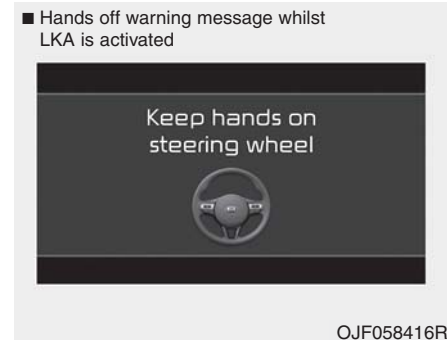 ■ Hands off warning message whilst
LKA is activated
Keep hands on
steering wheel
OJF058416R